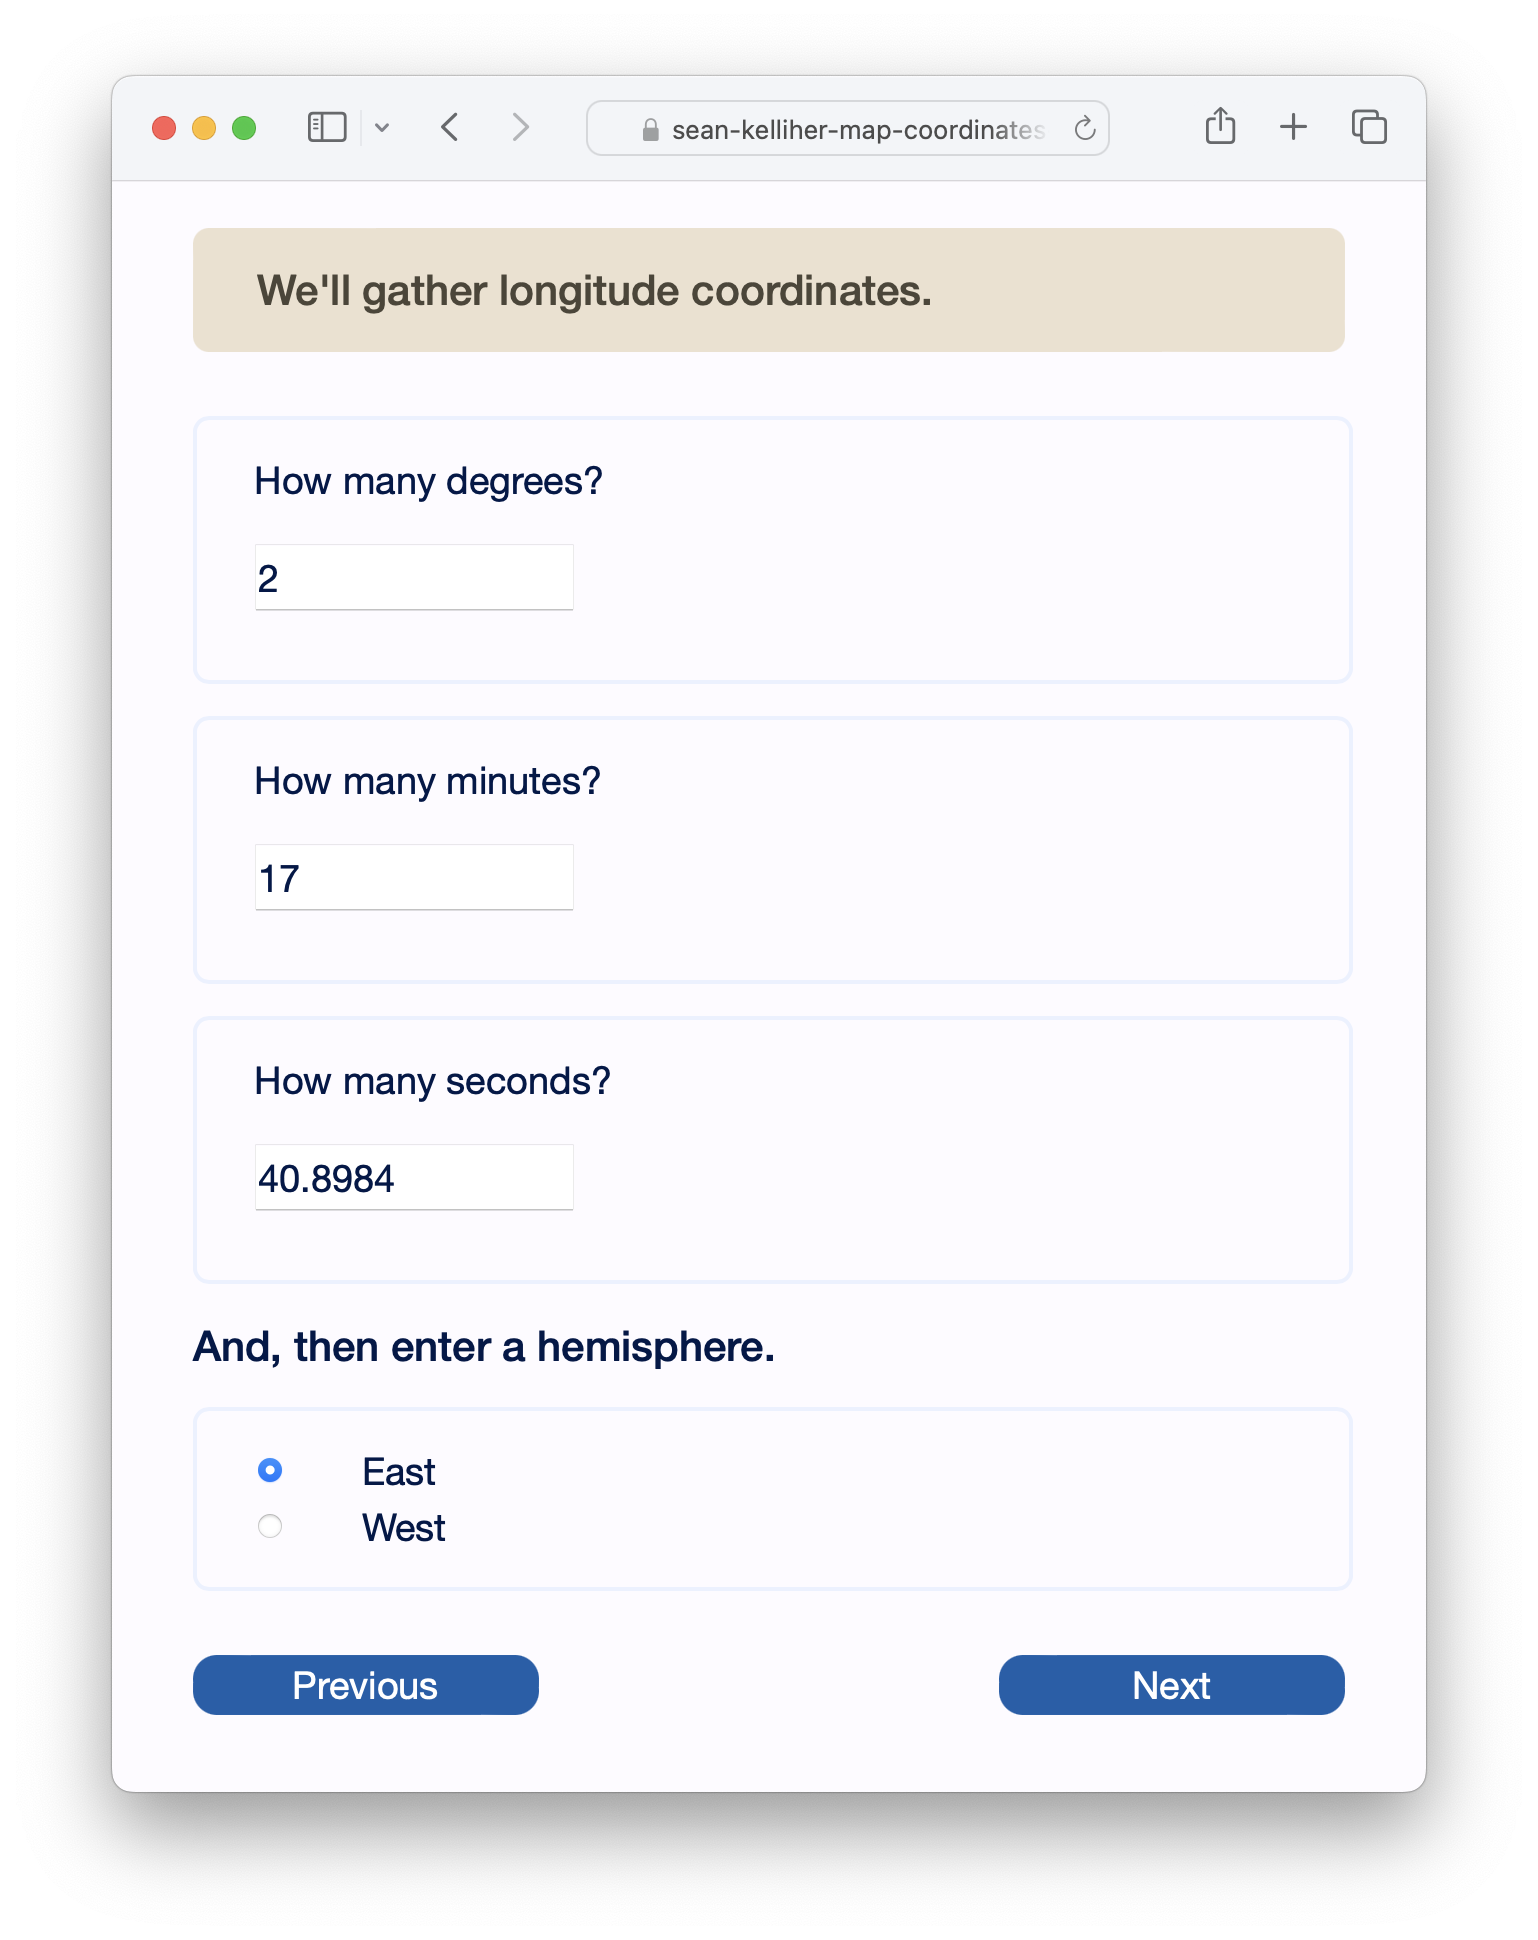 sean-kelliher-map-coordinates
We'll gather longitude coordinates.
How many degrees?
2
How many minutes?
17
How many seconds?
40.8984
And, then enter a hemisphere.
East
West
Previous
Next